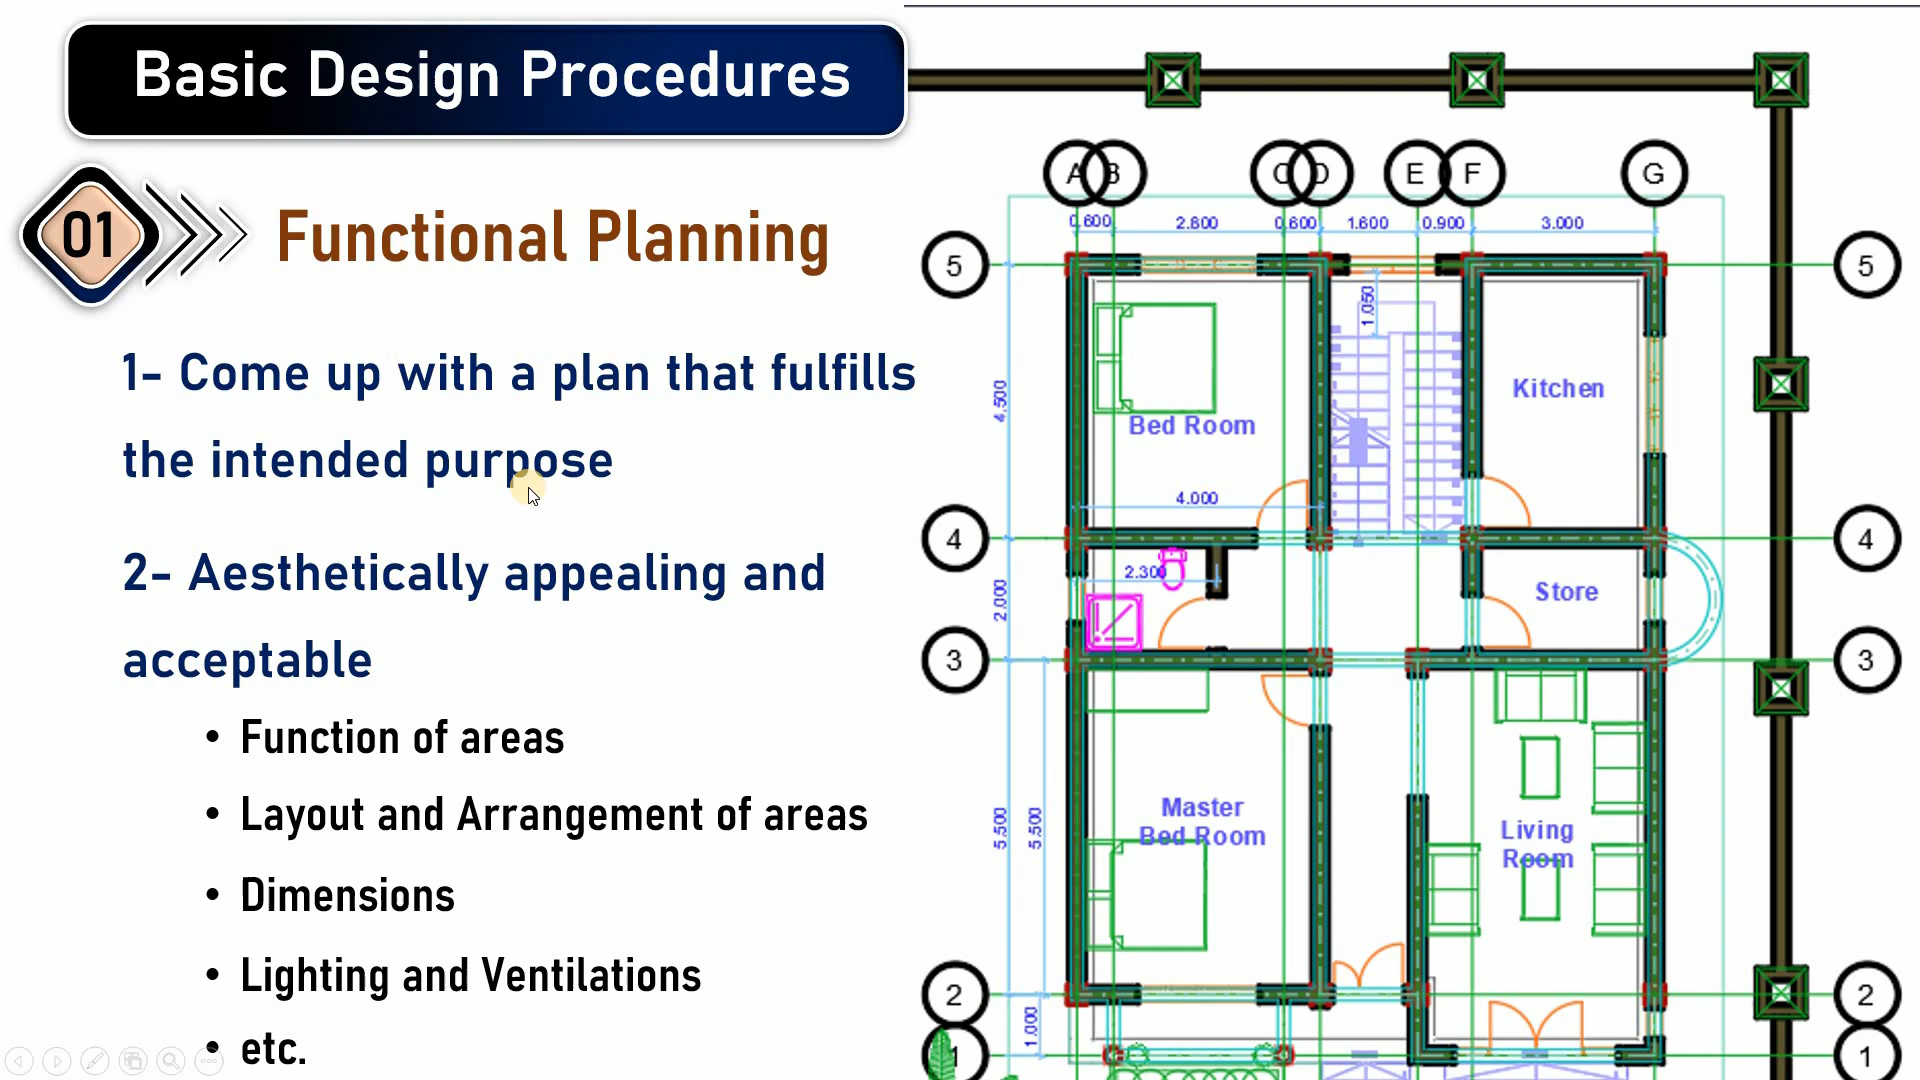 Basic Design Procedures
01
Functional Planning
1- Come up with a plan that fulfills
the intended purpose
2- Aesthetically appealing and
acceptable
• Function of areas
• Layout and Arrangement of areas
• Dimensions
• Lighting and Ventilations
• etc.
A B C D E F G
0.600 2.800 0.600 1.600 0.900 3.000
5 5
1.050
4.500
Kitchen
Bed Room
4.000
4 4
2.300
2.000
Store
3 3
Master
Bed Room
5.500 5.500
Living
Room
2 2
1.000
1 1